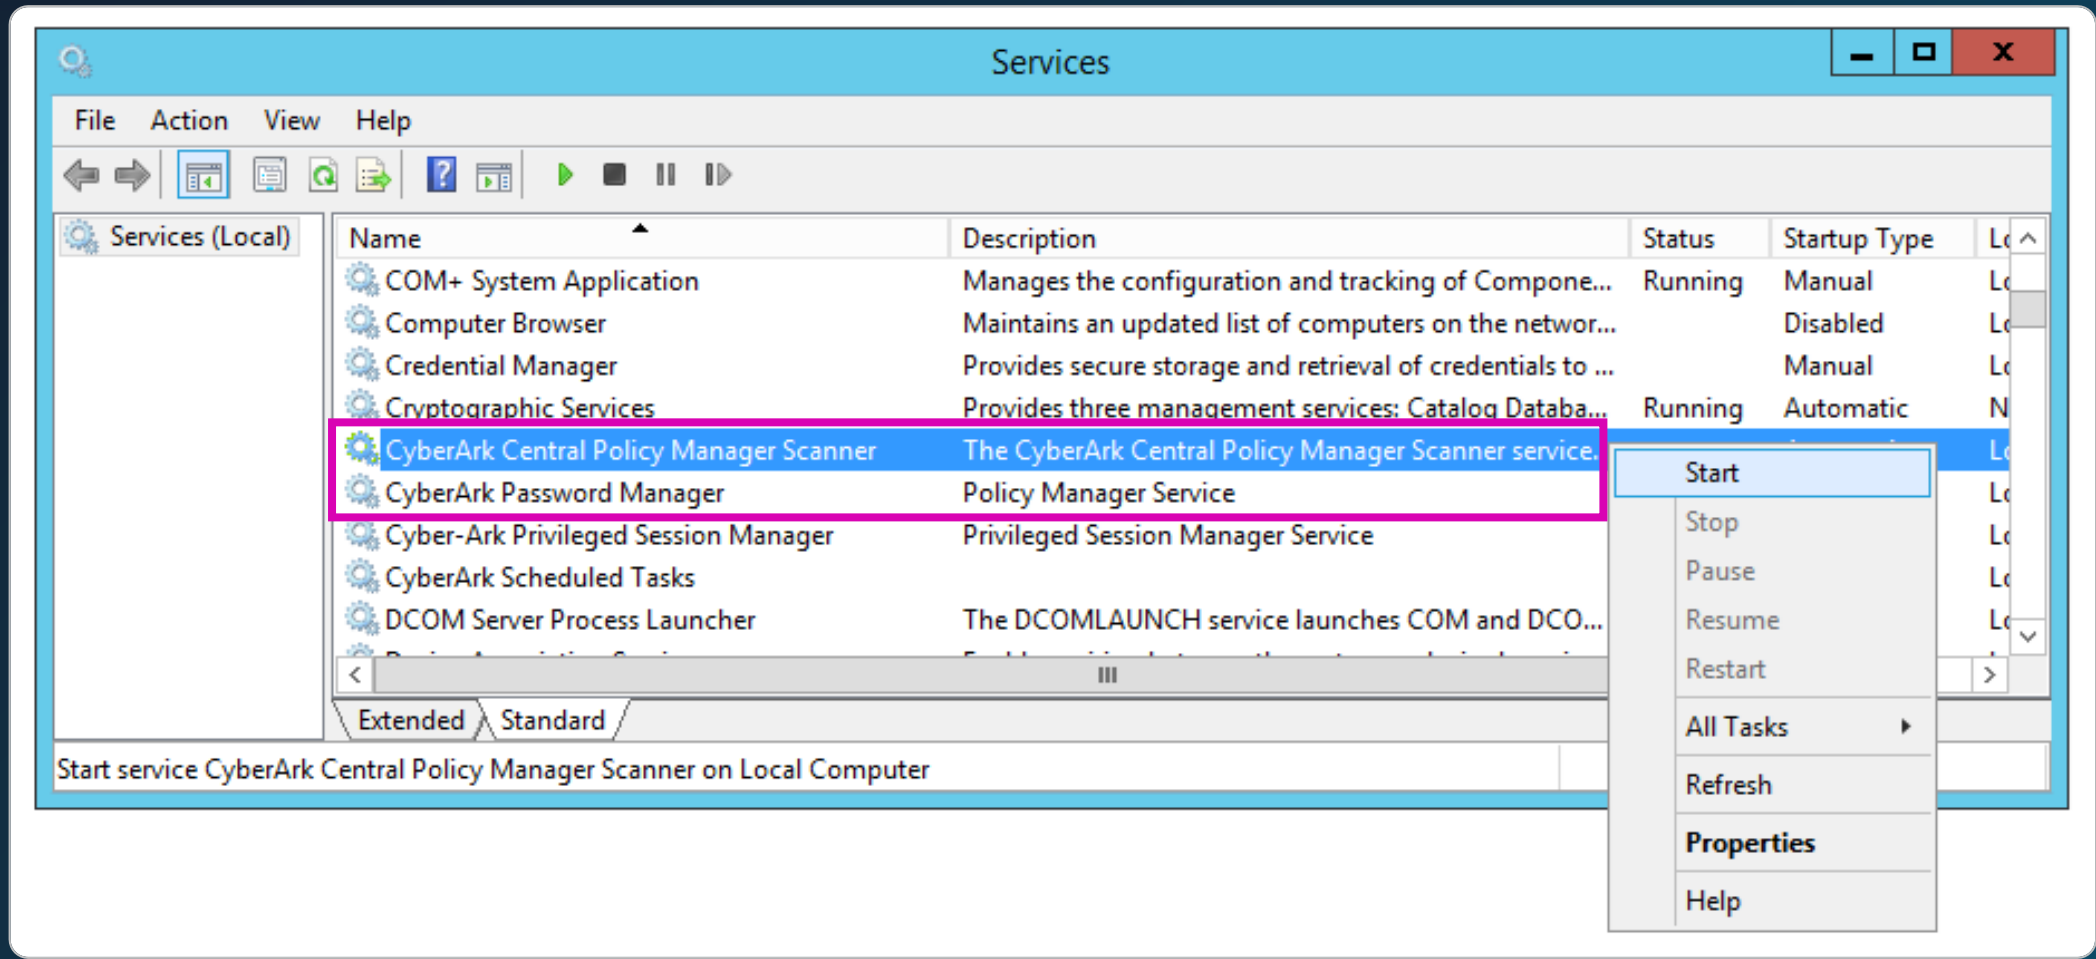 Services
File Action View Help
Services (Local)
Name Description Status Startup Type
COM+ System Application Manages the configuration and tracking of Compone... Running Manual
Computer Browser Maintains an updated list of computers on the networ... Disabled
Credential Manager Provides secure storage and retrieval of credentials to ... Manual
Cryptographic Services Provides three management services: Catalog Databa... Running Automatic
CyberArk Central Policy Manager Scanner The CyberArk Central Policy Manager Scanner service.
CyberArk Password Manager Policy Manager Service
Cyber-Ark Privileged Session Manager Privileged Session Manager Service
CyberArk Scheduled Tasks
DCOM Server Process Launcher The DCOMLAUNCH service launches COM and DCO...
Extended Standard
Start service CyberArk Central Policy Manager Scanner on Local Computer
Start
Stop
Pause
Resume
Restart
All Tasks
Refresh
Properties
Help